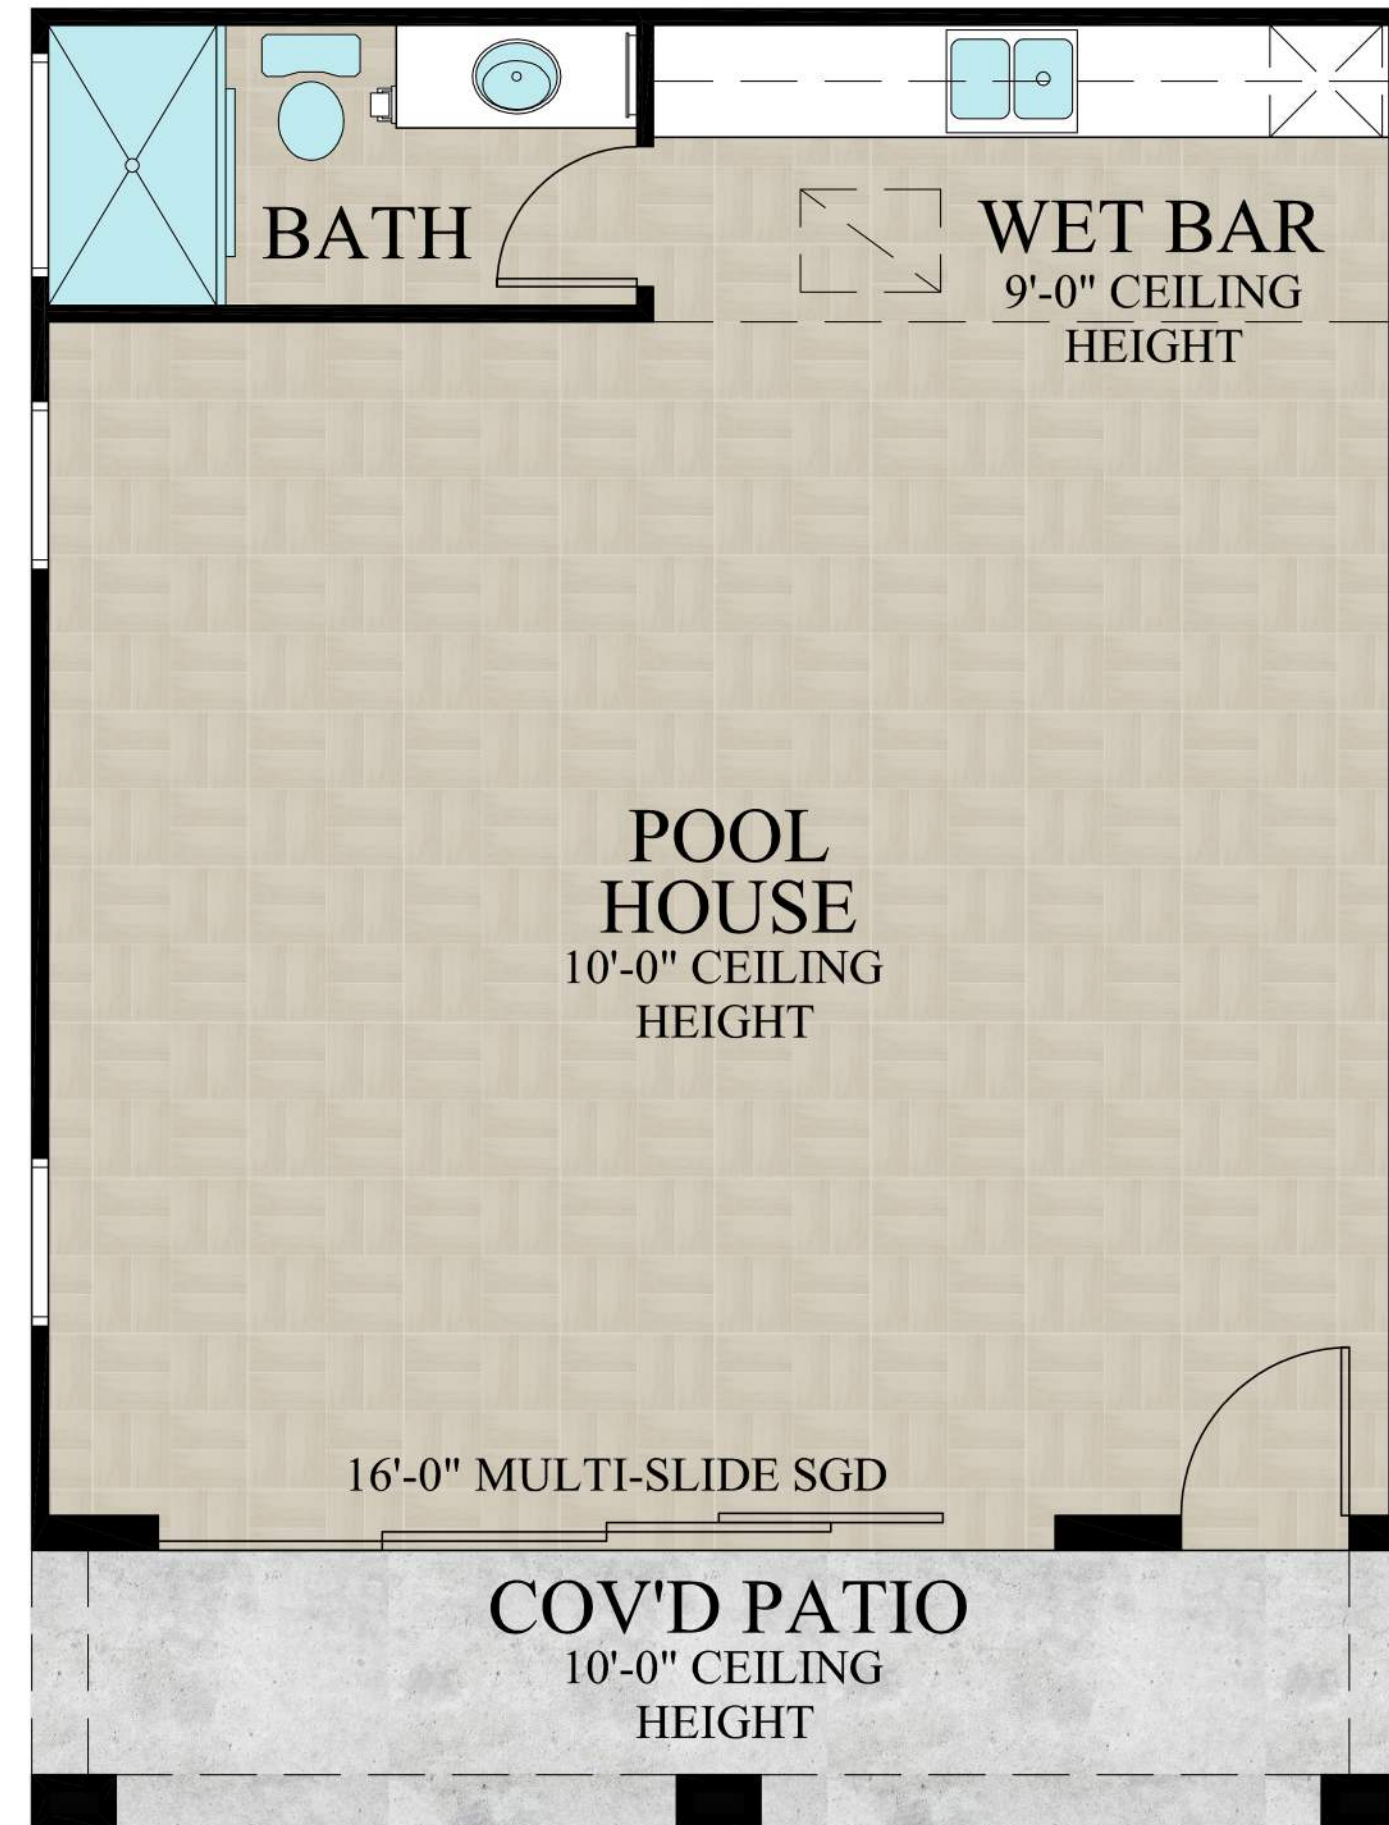 BATH
WET BAR
9'-0" CEILING
HEIGHT
POOL
HOUSE
10'-0" CEILING
HEIGHT
16'-0" MULTI-SLIDE SGD
COV'D PATIO
10'-0" CEILING
HEIGHT